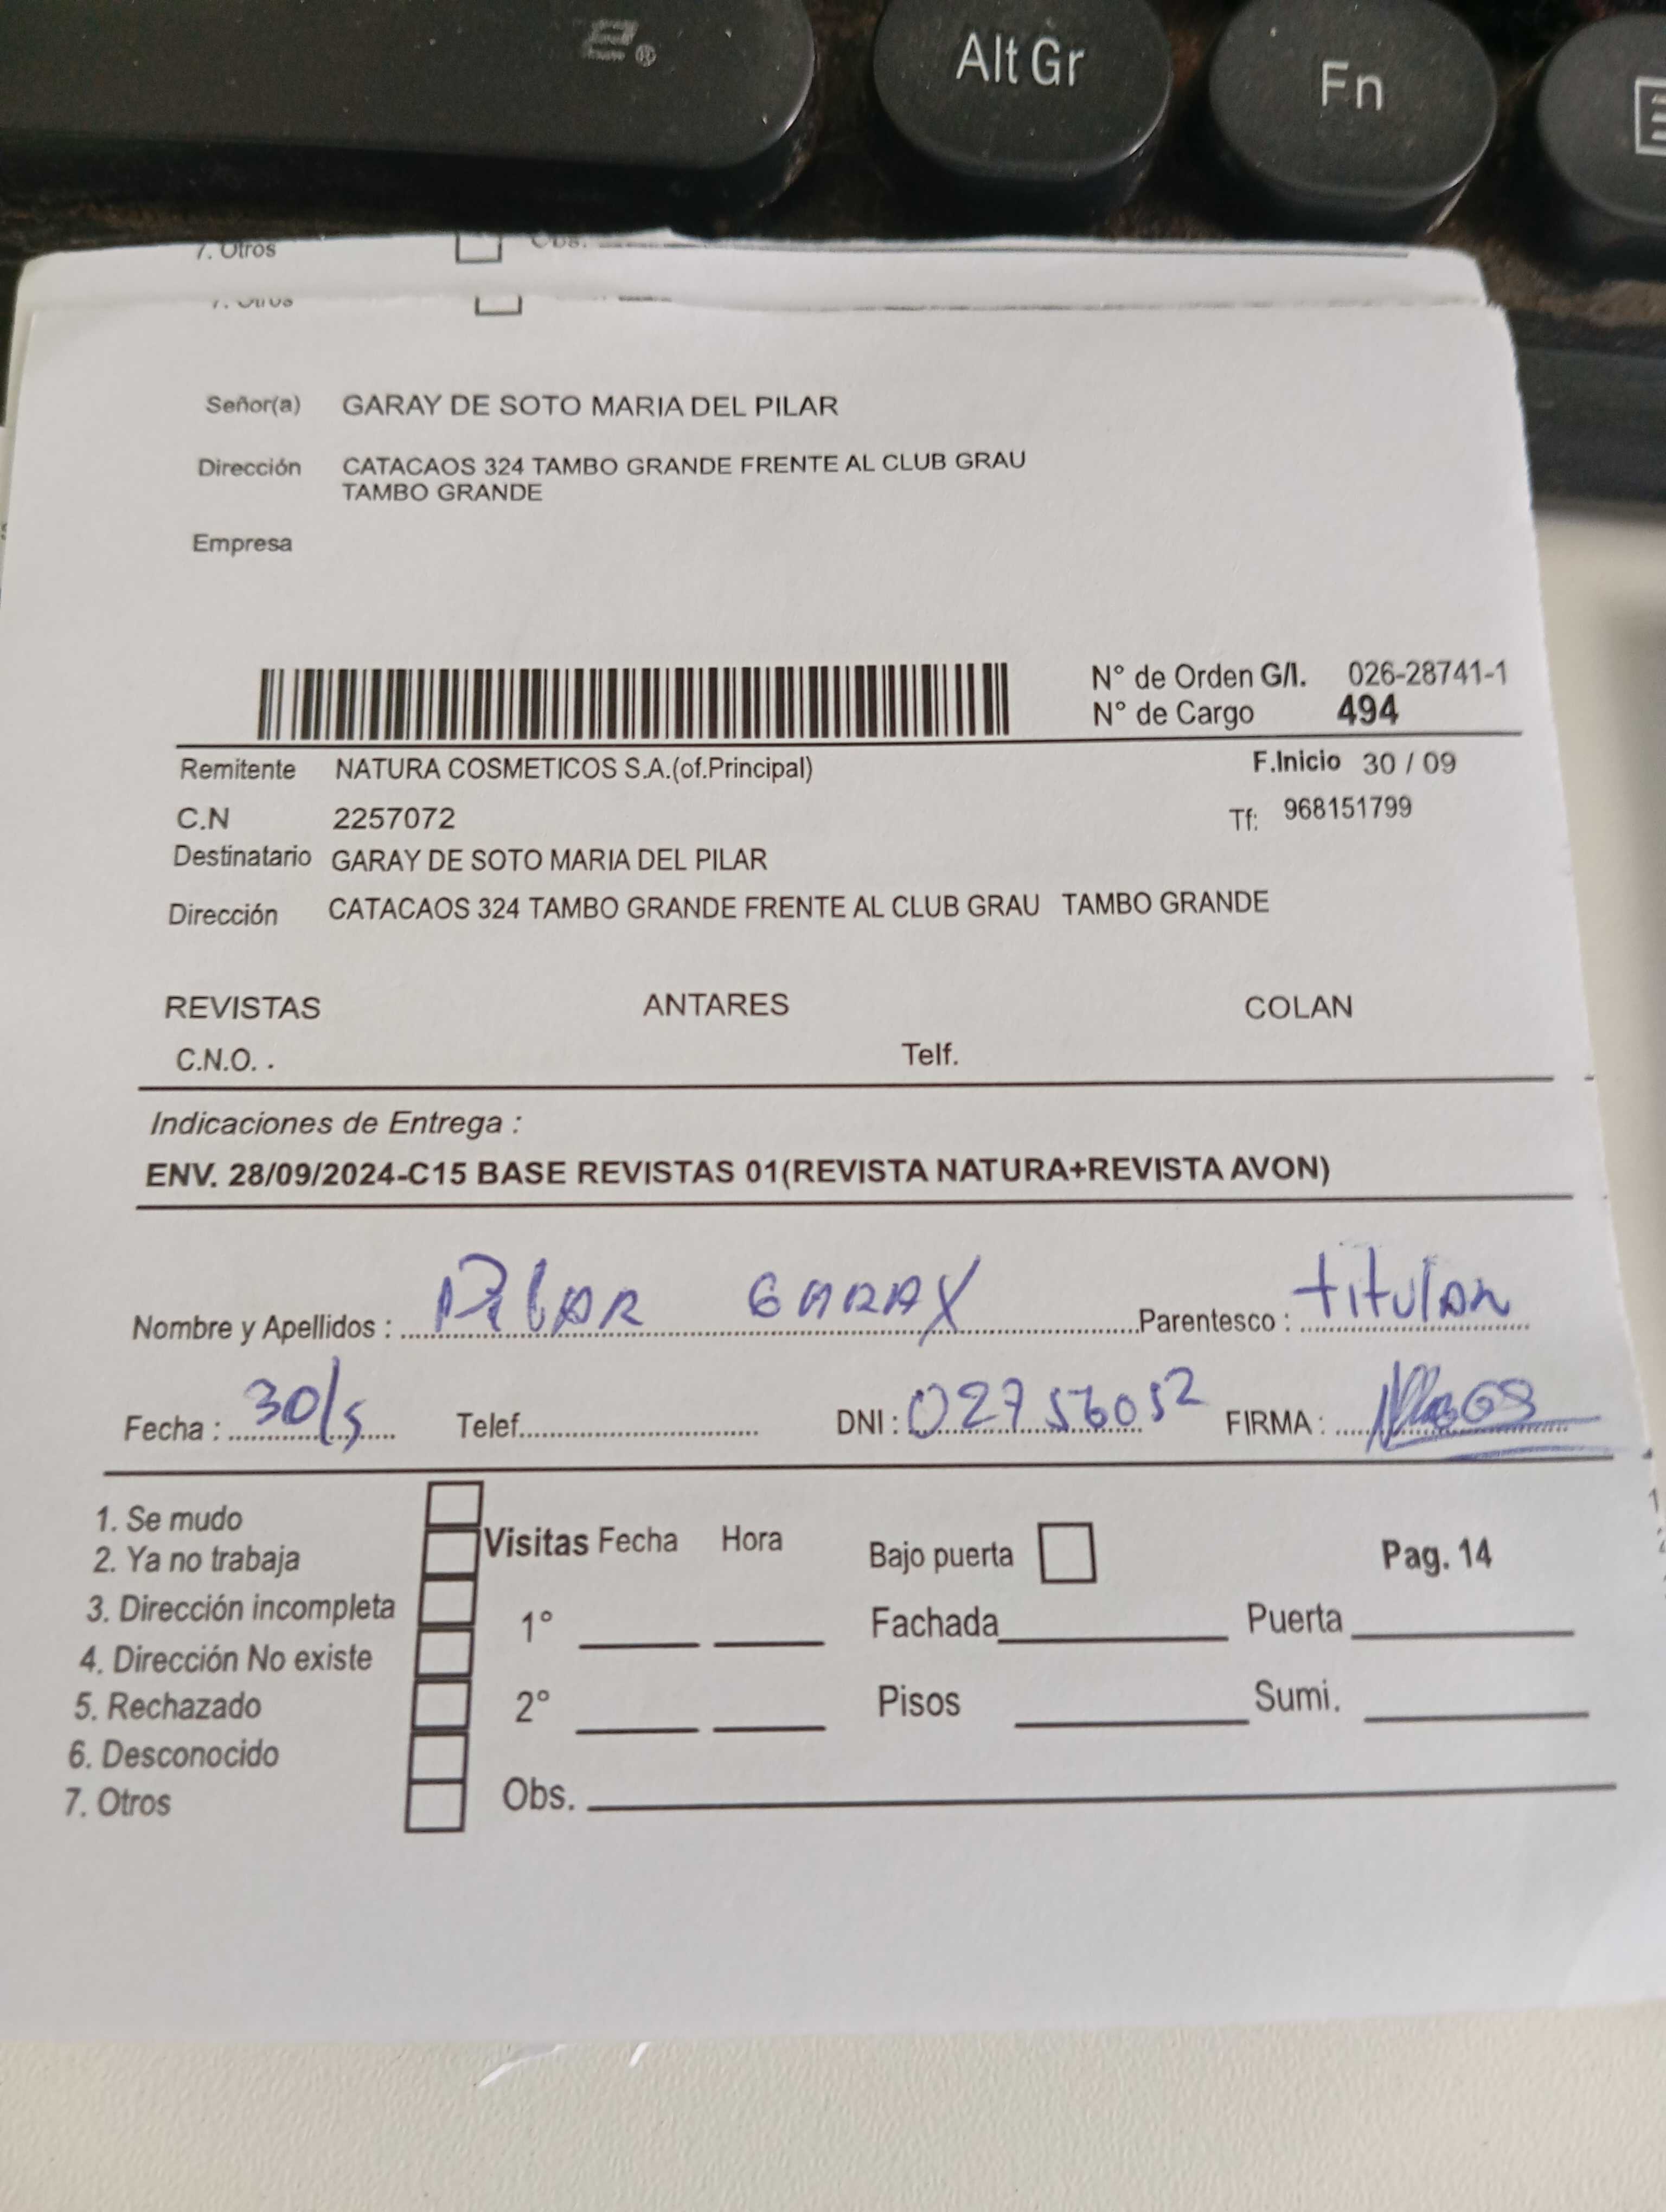 Alt Gr
Fn
7. Otros
Obs.
7. Otros
Señor(a) GARAY DE SOTO MARIA DEL PILAR
Dirección CATACAOS 324 TAMBO GRANDE FRENTE AL CLUB GRAU
TAMBO GRANDE
Empresa
N° de Orden G/I. 026-28741-1
N° de Cargo 494
Remitente NATURA COSMETICOS S.A.(of.Principal) F.Inicio 30 / 09
C.N 2257072 Tf: 968151799
Destinatario GARAY DE SOTO MARIA DEL PILAR
Dirección CATACAOS 324 TAMBO GRANDE FRENTE AL CLUB GRAU TAMBO GRANDE
REVISTAS ANTARES COLAN
C.N.O. . Telf.
Indicaciones de Entrega :
ENV. 28/09/2024-C15 BASE REVISTAS 01(REVISTA NATURA+REVISTA AVON)
Nombre y Apellidos : PilAR GARAY Parentesco : titular
Fecha : 30/s Telef. DNI : 02756052 FIRMA :
1. Se mudo
2. Ya no trabaja
3. Dirección incompleta
4. Dirección No existe
5. Rechazado
6. Desconocido
7. Otros
Visitas Fecha Hora
1°
2°
Obs.
Bajo puerta Pag. 14
Fachada Puerta
Pisos Sumi.